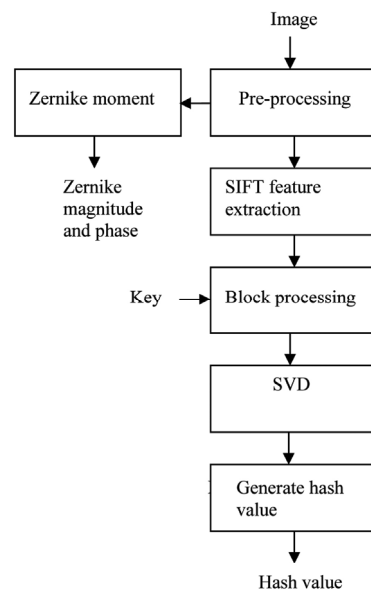 Image
Zernike moment
Pre-processing
Zernike
magnitude
and phase
SIFT feature
extraction
Key
Block processing
SVD
Generate hash
value
Hash value